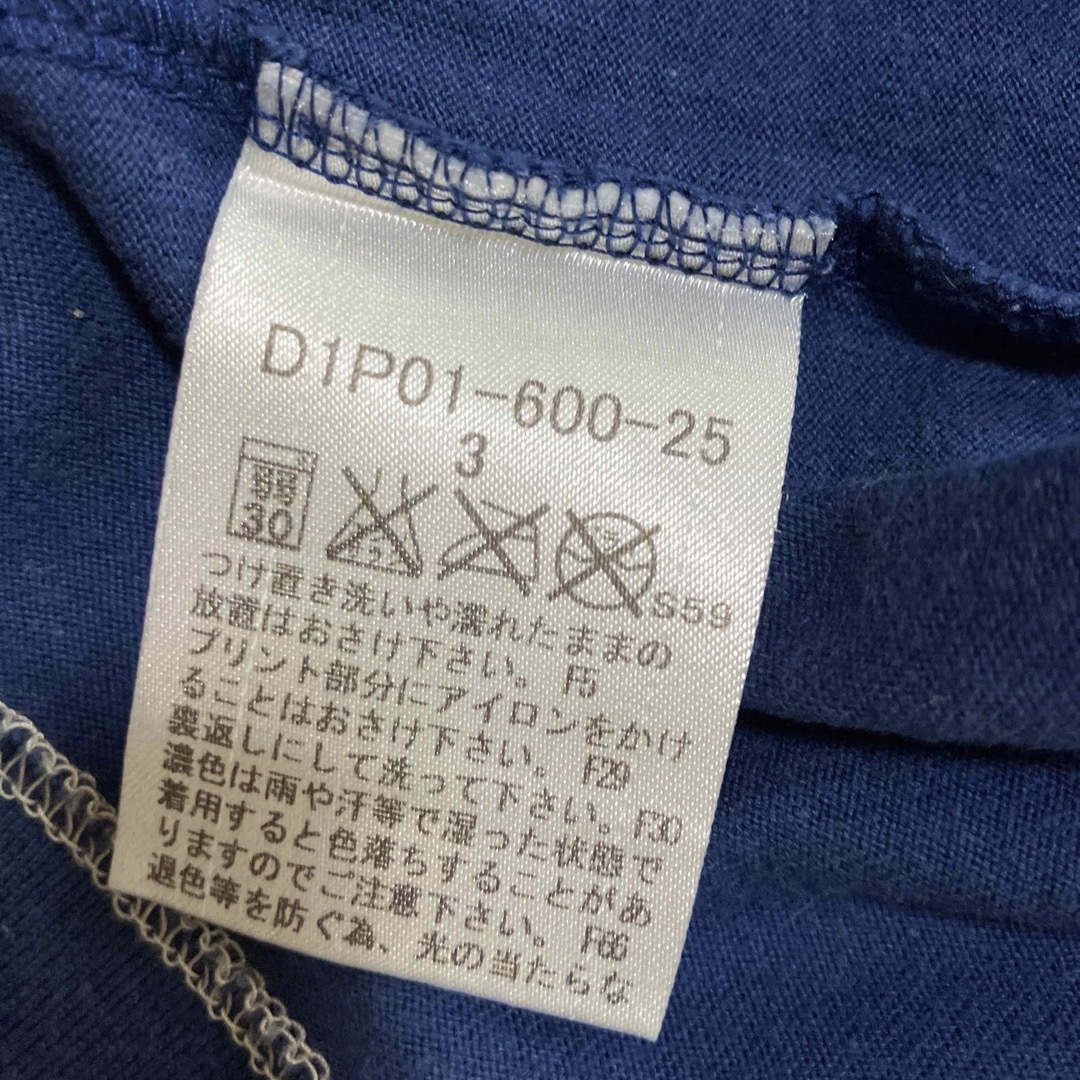 D1P01-600-25
3
弱
30
S59
つけ置き洗いや濡れたままの
放置はおさけ下さい。 F5
プリント部分にアイロンをかけ
ることはおさけ下さい。 F29
裏返しにして洗って下さい。F30
濃色は雨や汗等で湿った状態で
着用すると色落ちすることがあ
りますのでご注意下さい。 F66
退色等を防ぐ為、光の当たらな